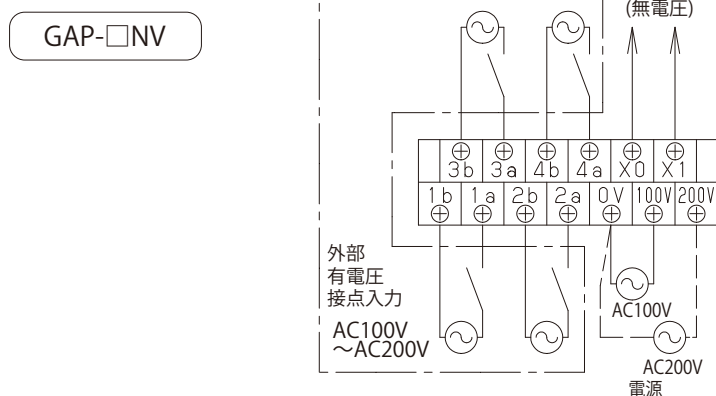 GAP-□NV
(無電圧)
3b 3a 4b 4a X0 X1
1b 1a 2b 2a 0V 100V 200V
外部
有電圧
接点入力
AC100V
～AC200V
AC100V
AC200V
電源